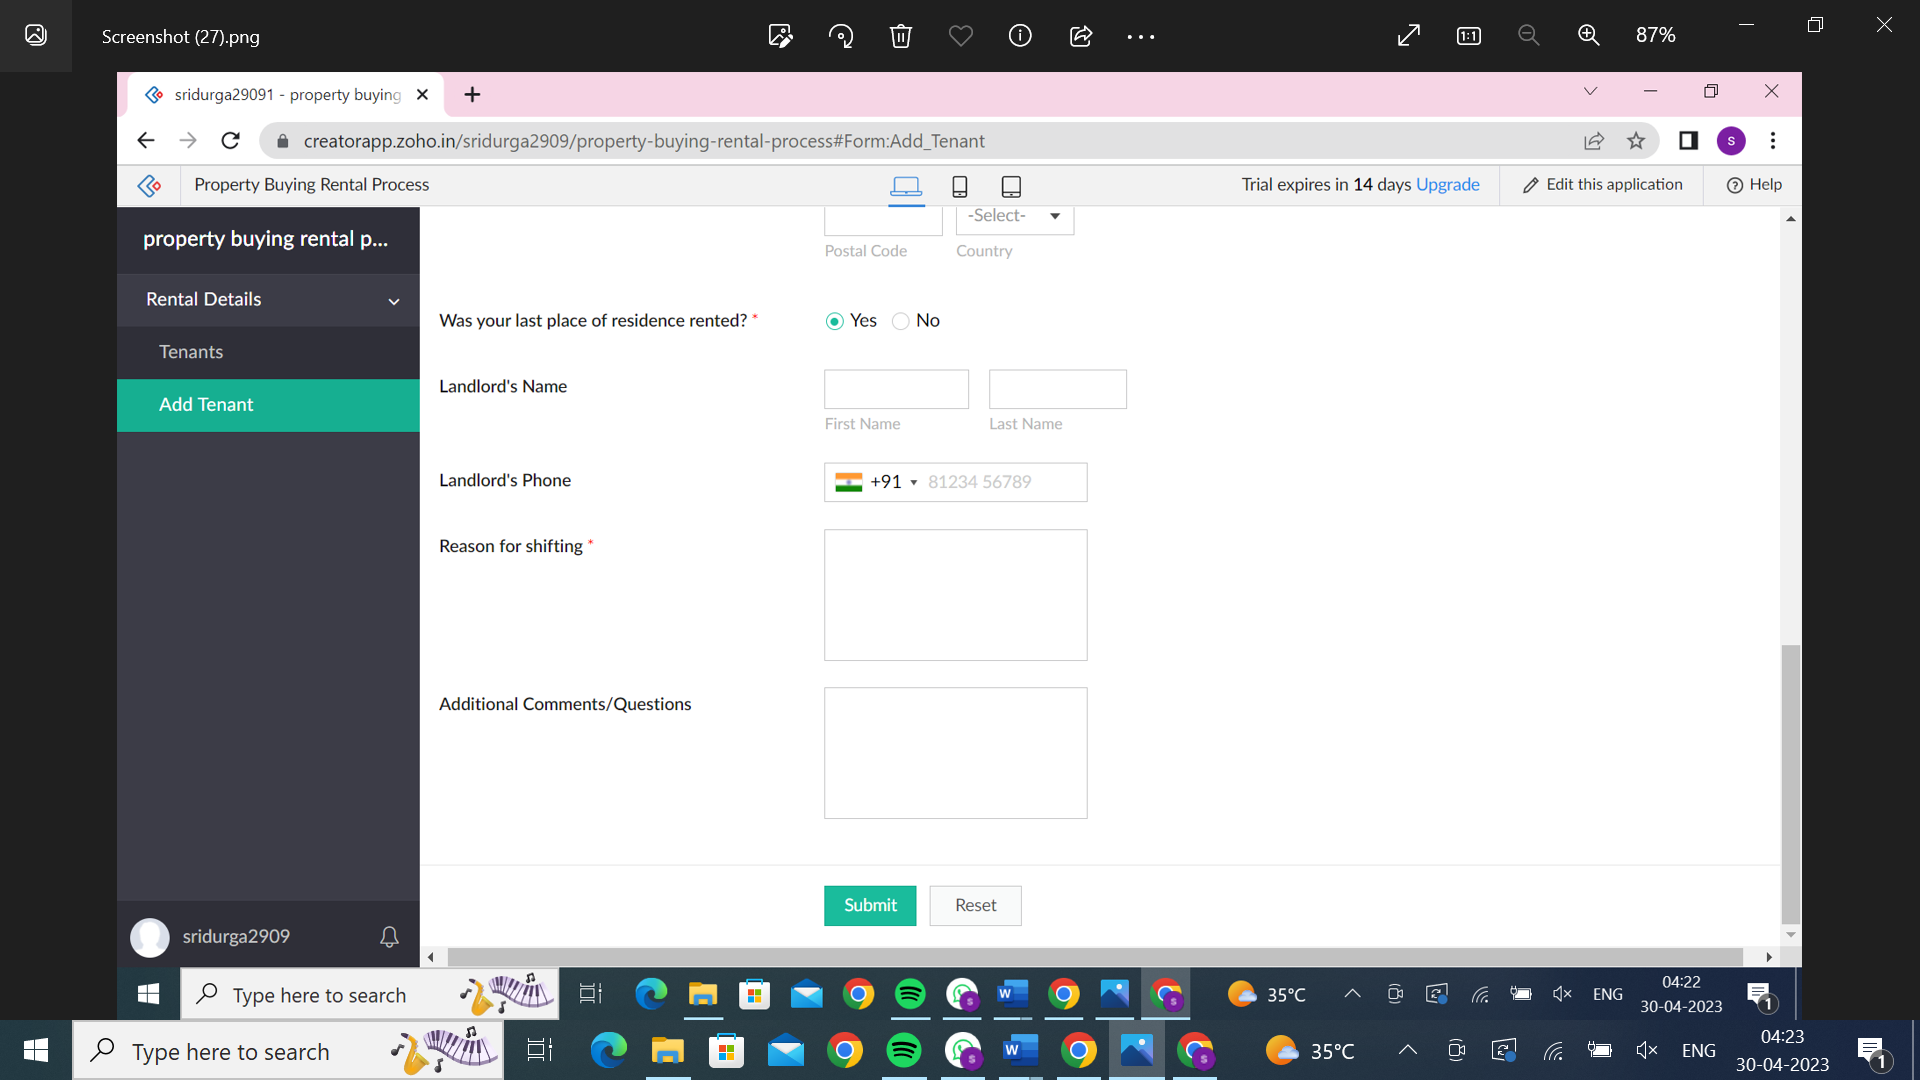 Screenshot (27).png
87%
sridurga29091 - property buying
creatorapp.zoho.in/sridurga2909/property-buying-rental-process#Form:Add_Tenant
s
Property Buying Rental Process
Trial expires in 14 days Upgrade
Edit this application
Help
property buying rental p...
Rental Details
Tenants
Add Tenant
-Select-
Postal Code
Country
Was your last place of residence rented? *
Yes
No
Landlord's Name
First Name
Last Name
Landlord's Phone
+91
81234 56789
Reason for shifting *
Additional Comments/Questions
Submit
Reset
sridurga2909
Type here to search
35°C
ENG
04:22
30-04-2023
1
Type here to search
35°C
ENG
04:23
30-04-2023
1